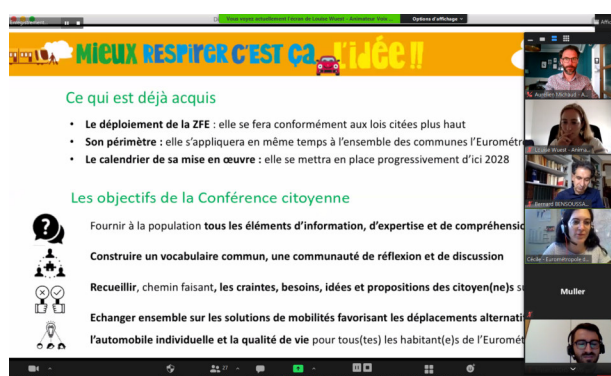 Vous voyez actuellement l'écran de Louise Wuest - Animateur Vois...
Options d'affichage
MieUX RESPIRER C'EST ÇA l'idée !!
Ce qui est déjà acquis
• Le déploiement de la ZFE : elle se fera conformément aux lois citées plus haut
• Son périmètre : elle s'appliquera en même temps à l'ensemble des communes l'Eurométr
• Le calendrier de sa mise en œuvre : elle se mettra en place progressivement d'ici 2028
Les objectifs de la Conférence citoyenne
Fournir à la population tous les éléments d'information, d'expertise et de compréhensio
Construire un vocabulaire commun, une communauté de réflexion et de discussion
Recueillir, chemin faisant, les craintes, besoins, idées et propositions des citoyen(ne)s su
Echanger ensemble sur les solutions de mobilités favorisant les déplacements alternati
l'automobile individuelle et la qualité de vie pour tous(tes) les habitant(e)s de l'Euromét
Aurélien Michaud - A...
Louise Wuest - Anima...
Bernard BENSOUSSA...
Cécile - Eurométropole d...
Muller
27